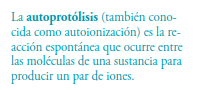 La autoprotólisis (también cono-
cida como autoionización) es la re-
acción espontánea que ocurre entre
las moléculas de una sustancia para
producir un par de iones.